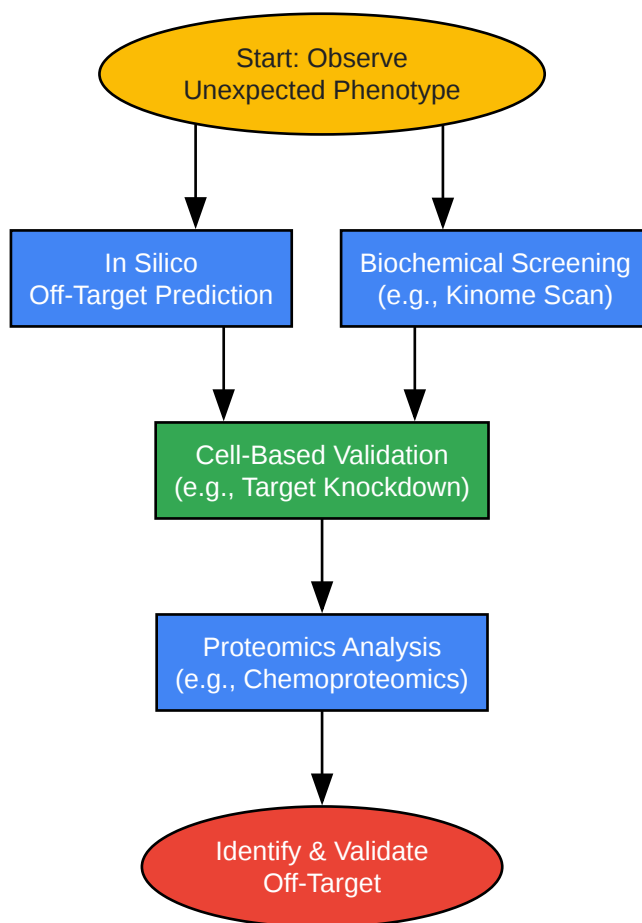 Start: Observe
Unexpected Phenotype
In Silico
Off-Target Prediction
Biochemical Screening
(e.g., Kinome Scan)
Cell-Based Validation
(e.g., Target Knockdown)
Proteomics Analysis
(e.g., Chemoproteomics)
Identify & Validate
Off-Target